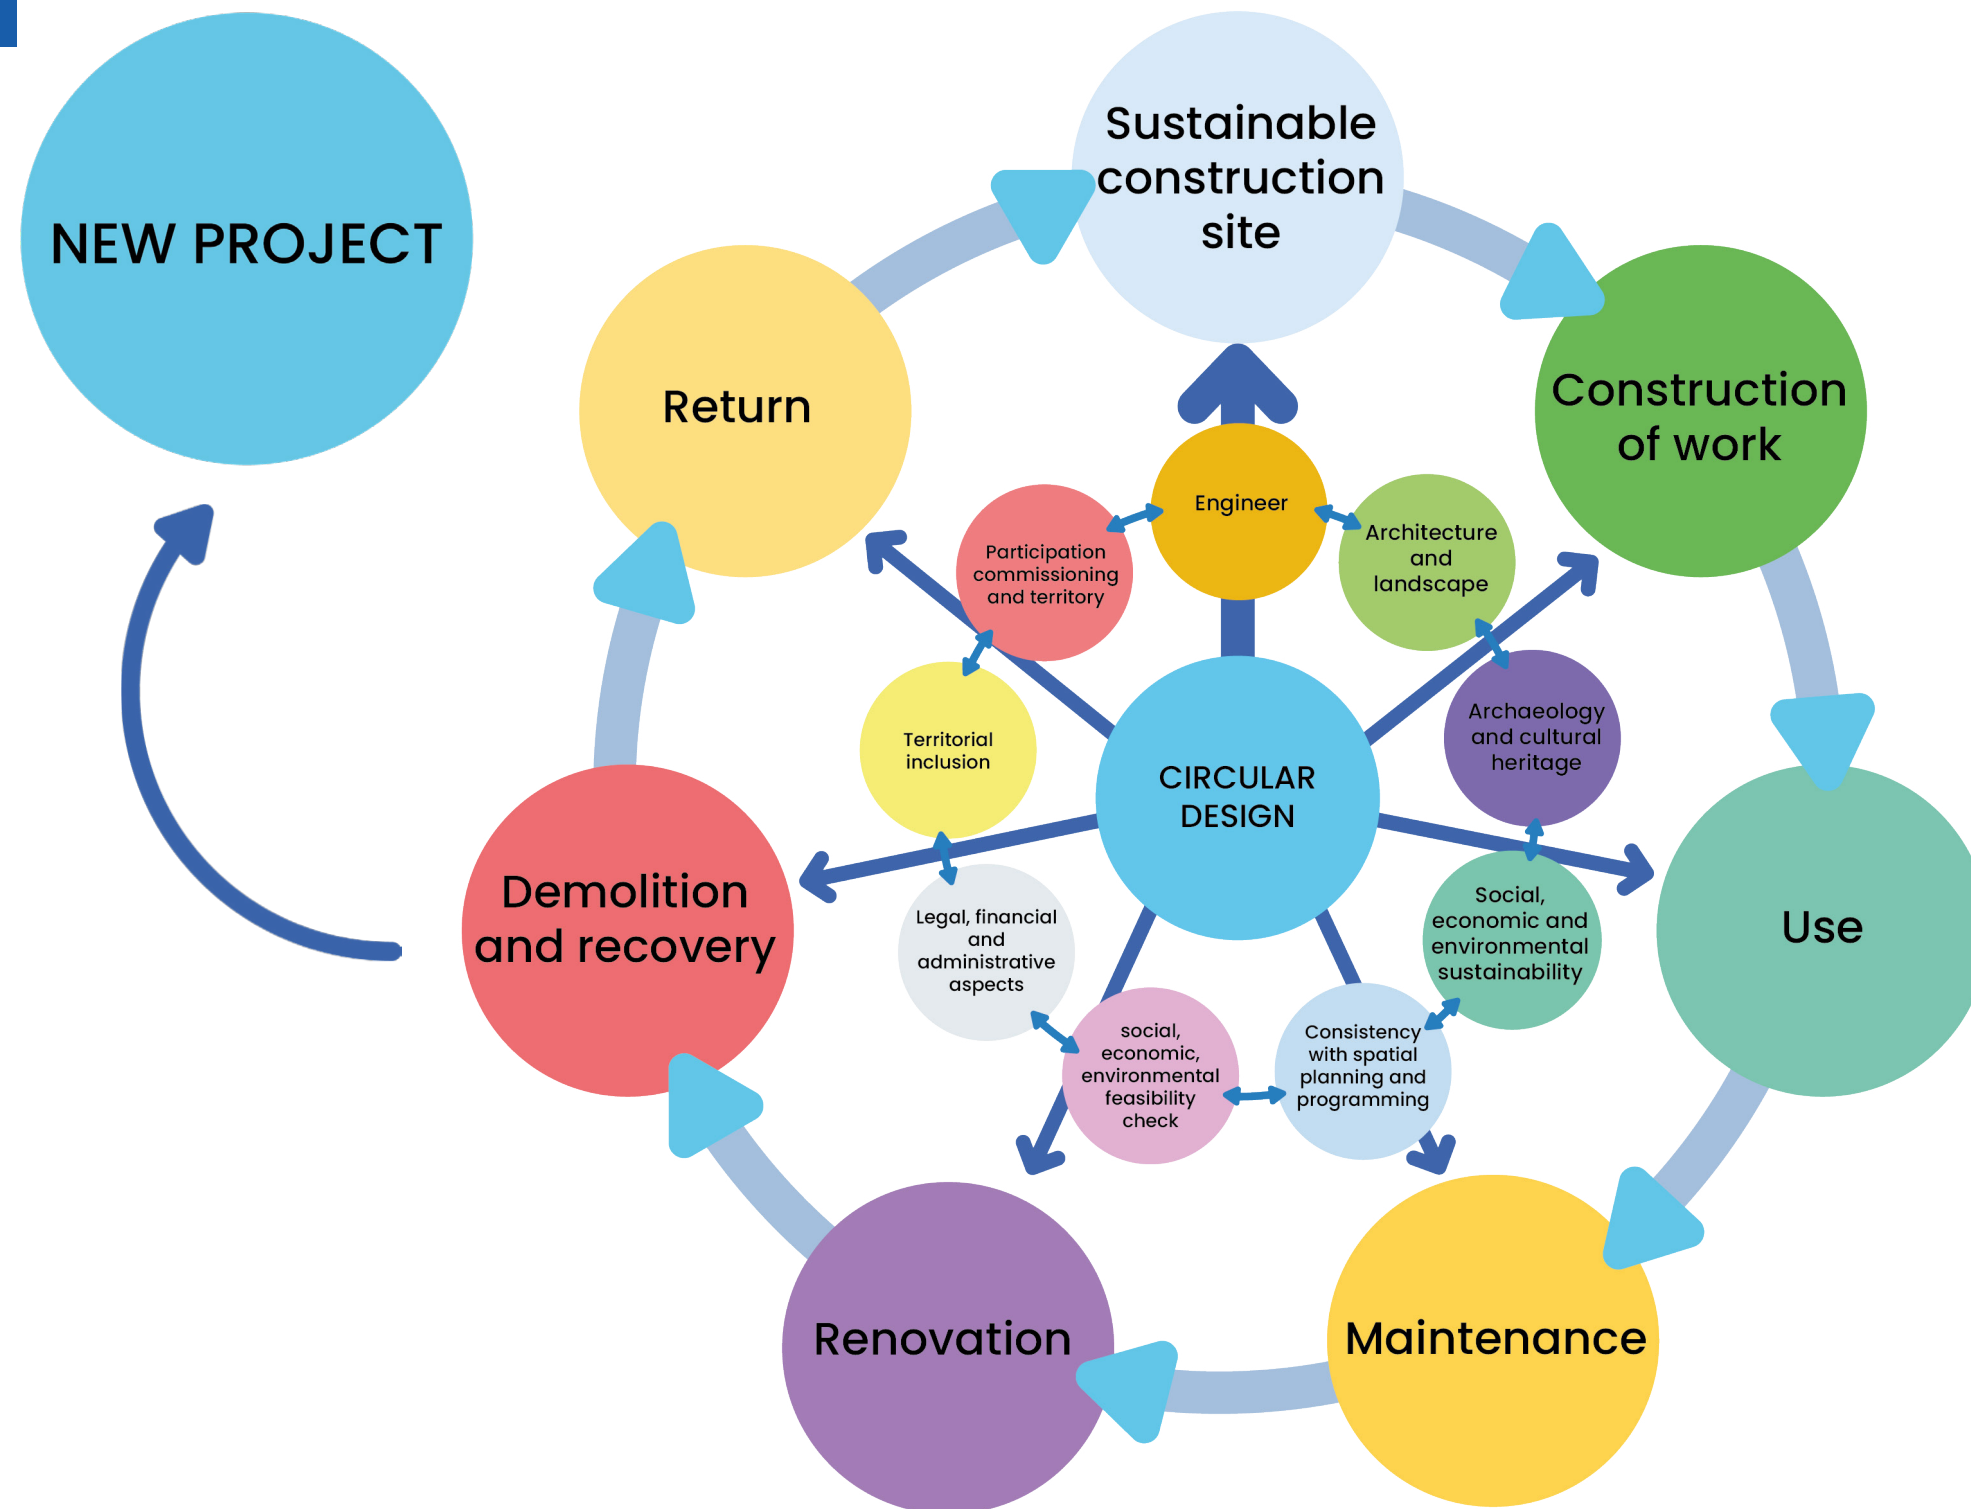 NEW PROJECT
Sustainable
construction
site
Return
Construction
of work
Engineer
Participation
commissioning
and territory
Architecture
and
landscape
Territorial
inclusion
Archaeology
and cultural
heritage
CIRCULAR
DESIGN
Demolition
and recovery
Legal, financial
and
administrative
aspects
Social,
economic and
environmental
sustainability
Use
social,
economic,
environmental
feasibility
check
Consistency
with spatial
planning and
programming
Renovation
Maintenance